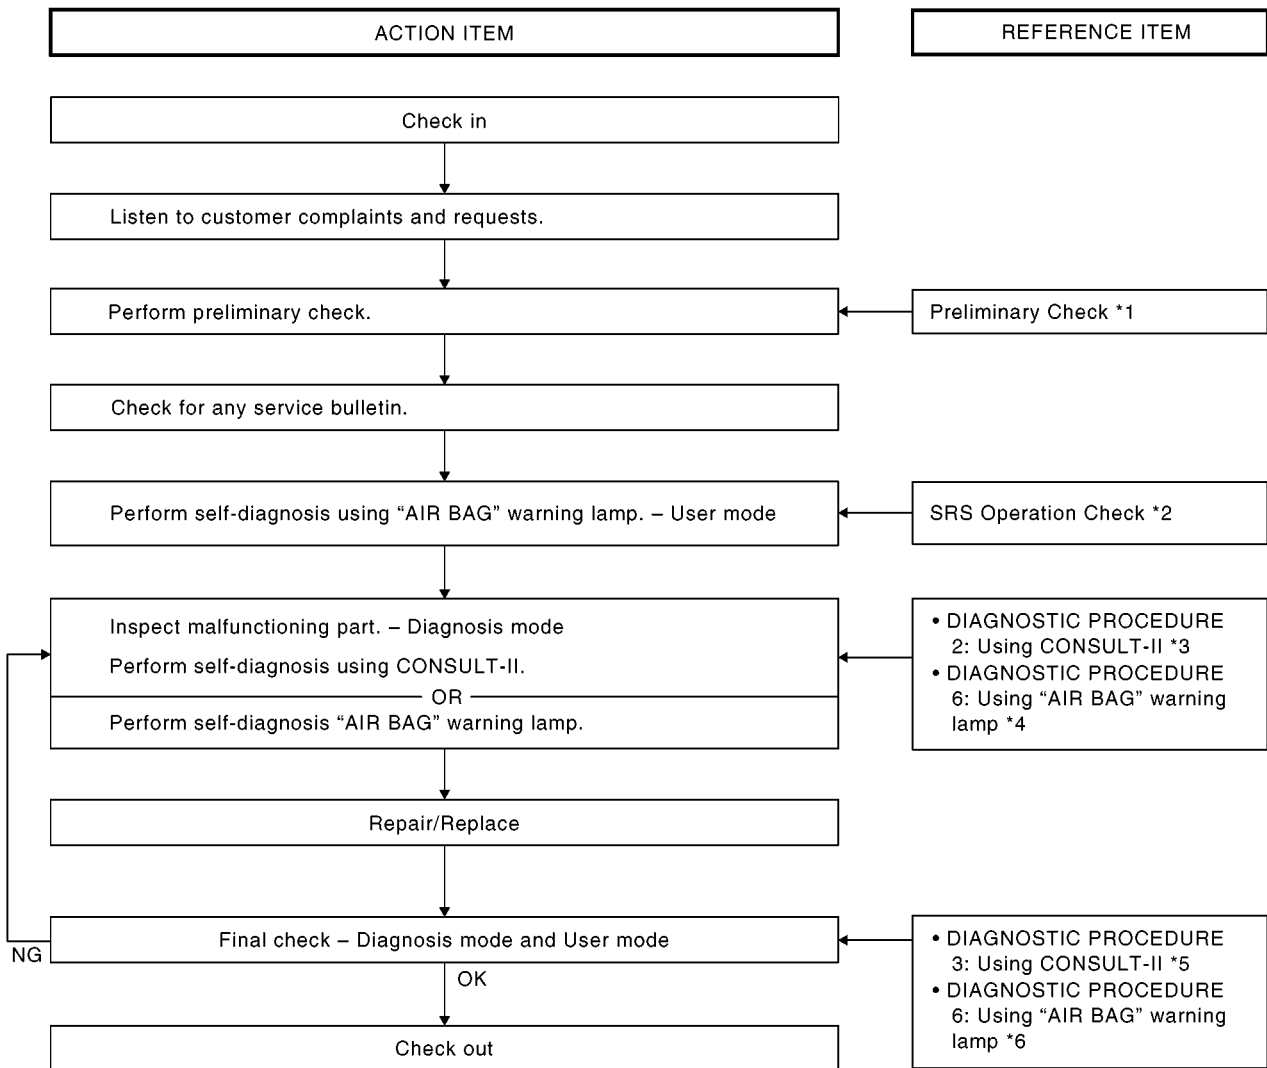 ACTION ITEM
REFERENCE ITEM
Check in
Listen to customer complaints and requests.
Perform preliminary check.
Preliminary Check *1
Check for any service bulletin.
Perform self-diagnosis using “AIR BAG” warning lamp. – User mode
SRS Operation Check *2
Inspect malfunctioning part. – Diagnosis mode
Perform self-diagnosis using CONSULT-II.
OR
Perform self-diagnosis “AIR BAG” warning lamp.
• DIAGNOSTIC PROCEDURE
2: Using CONSULT-II *3
• DIAGNOSTIC PROCEDURE
6: Using “AIR BAG” warning
lamp *4
Repair/Replace
Final check – Diagnosis mode and User mode
NG
OK
• DIAGNOSTIC PROCEDURE
3: Using CONSULT-II *5
• DIAGNOSTIC PROCEDURE
6: Using “AIR BAG” warning
lamp *6
Check out